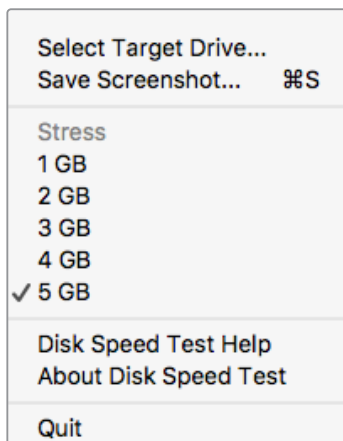 Select Target Drive...
Save Screenshot... ⌘S
Stress
1 GB
2 GB
3 GB
4 GB
✓ 5 GB
Disk Speed Test Help
About Disk Speed Test
Quit